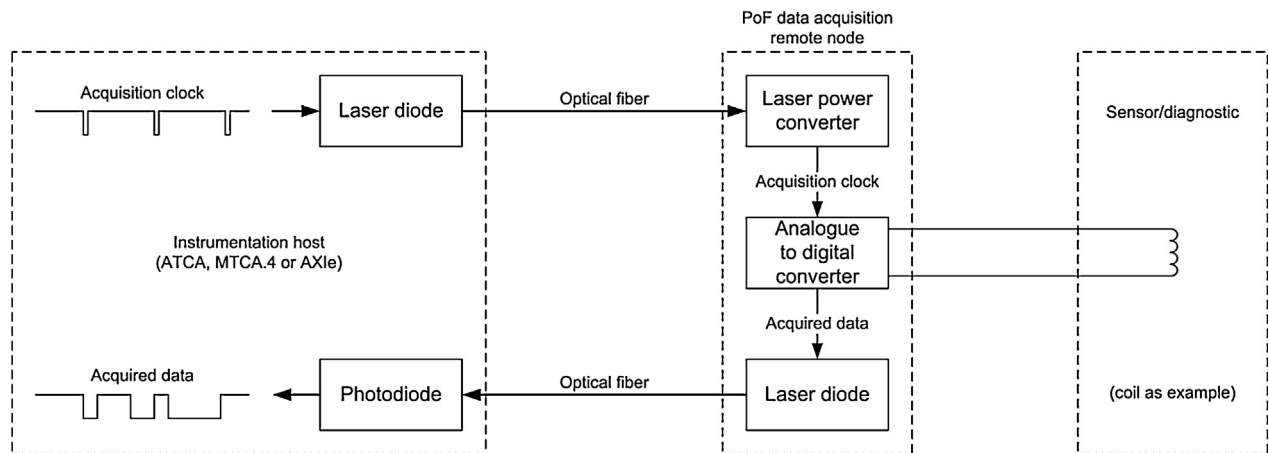 PoF data acquisition
remote node
Acquisition clock
Laser diode
Optical fiber
Laser power
converter
Sensor/diagnostic
Acquisition clock
Instrumentation host
(ATCA, MTCA.4 or AXIe)
Analogue
to digital
converter
Acquired data
Acquired data
Photodiode
Optical fiber
Laser diode
(coil as example)